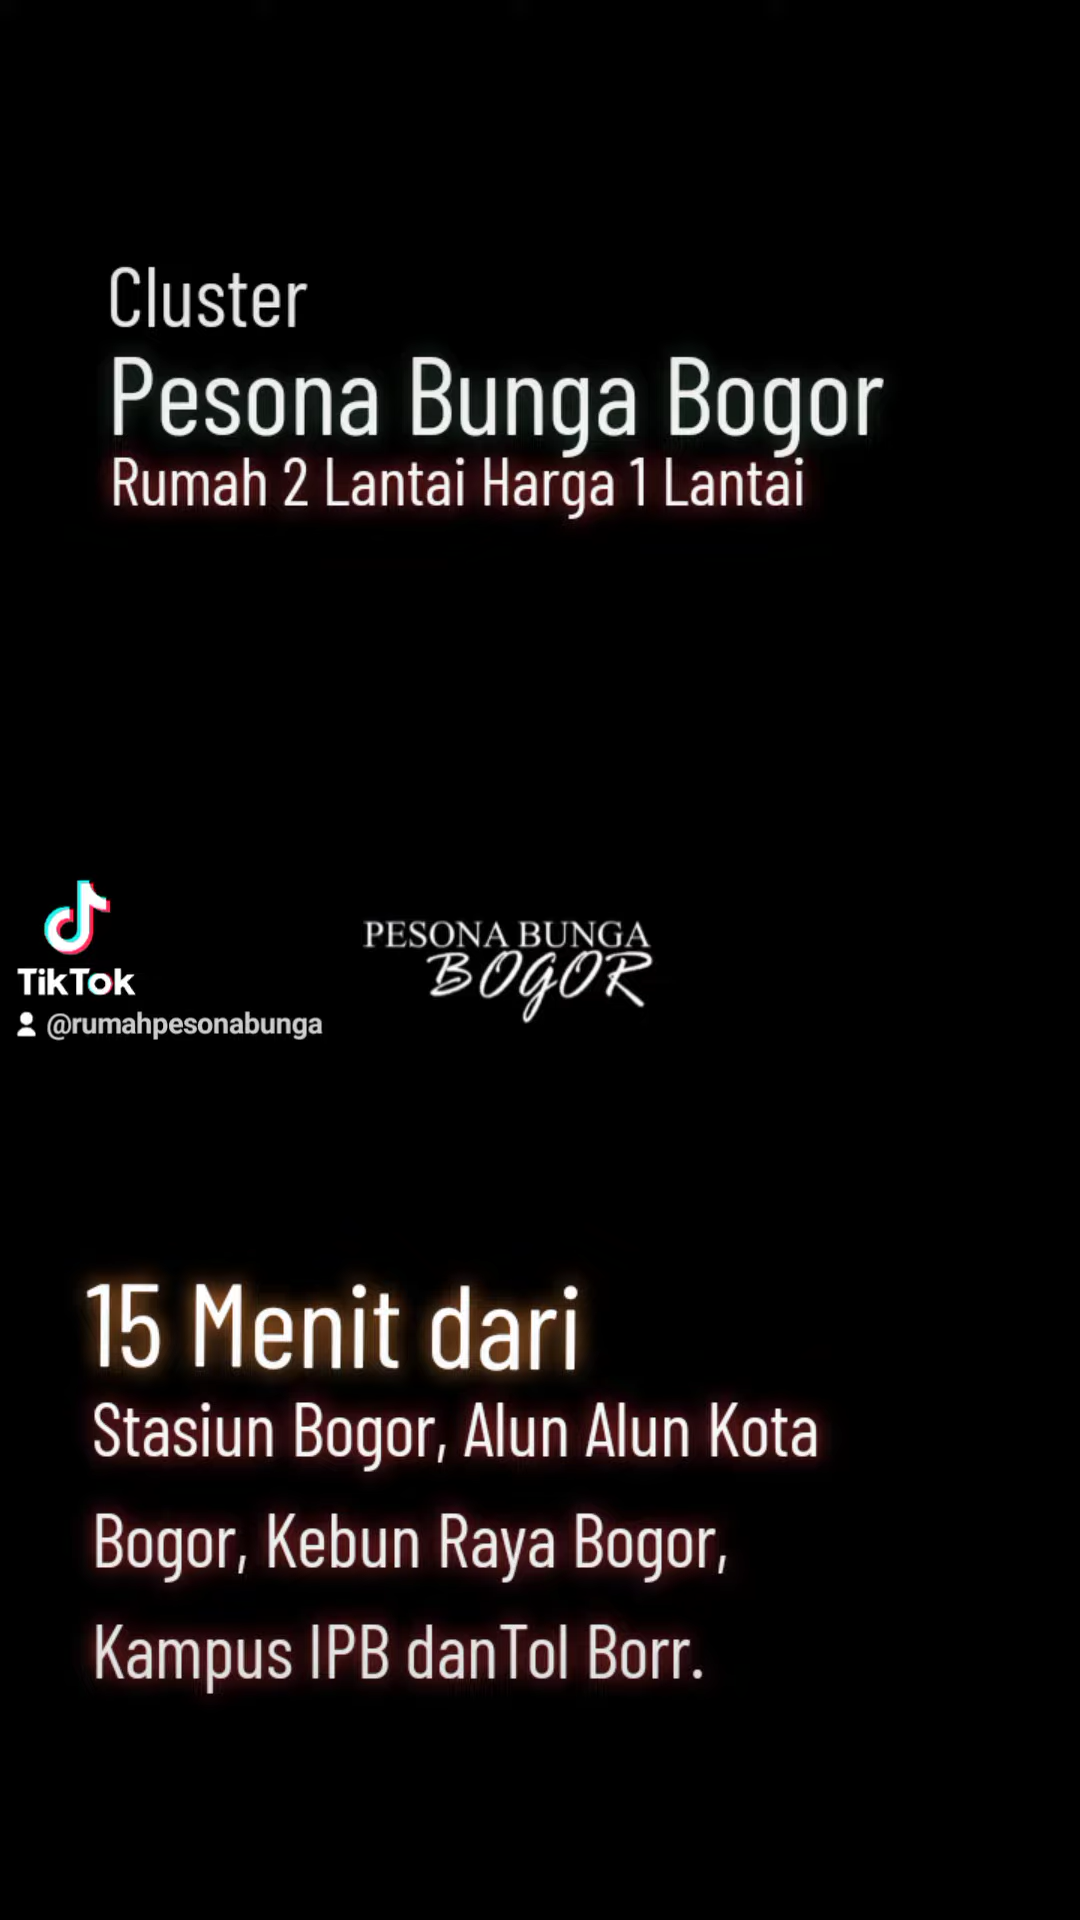 Cluster
Pesona Bunga Bogor
Rumah 2 Lantai Harga 1 Lantai
PESONA BUNGA
BOGOR
TikTok
@rumahpesonabunga
15 Menit dari
Stasiun Bogor, Alun Alun Kota
Bogor, Kebun Raya Bogor,
Kampus IPB danTol Borr.